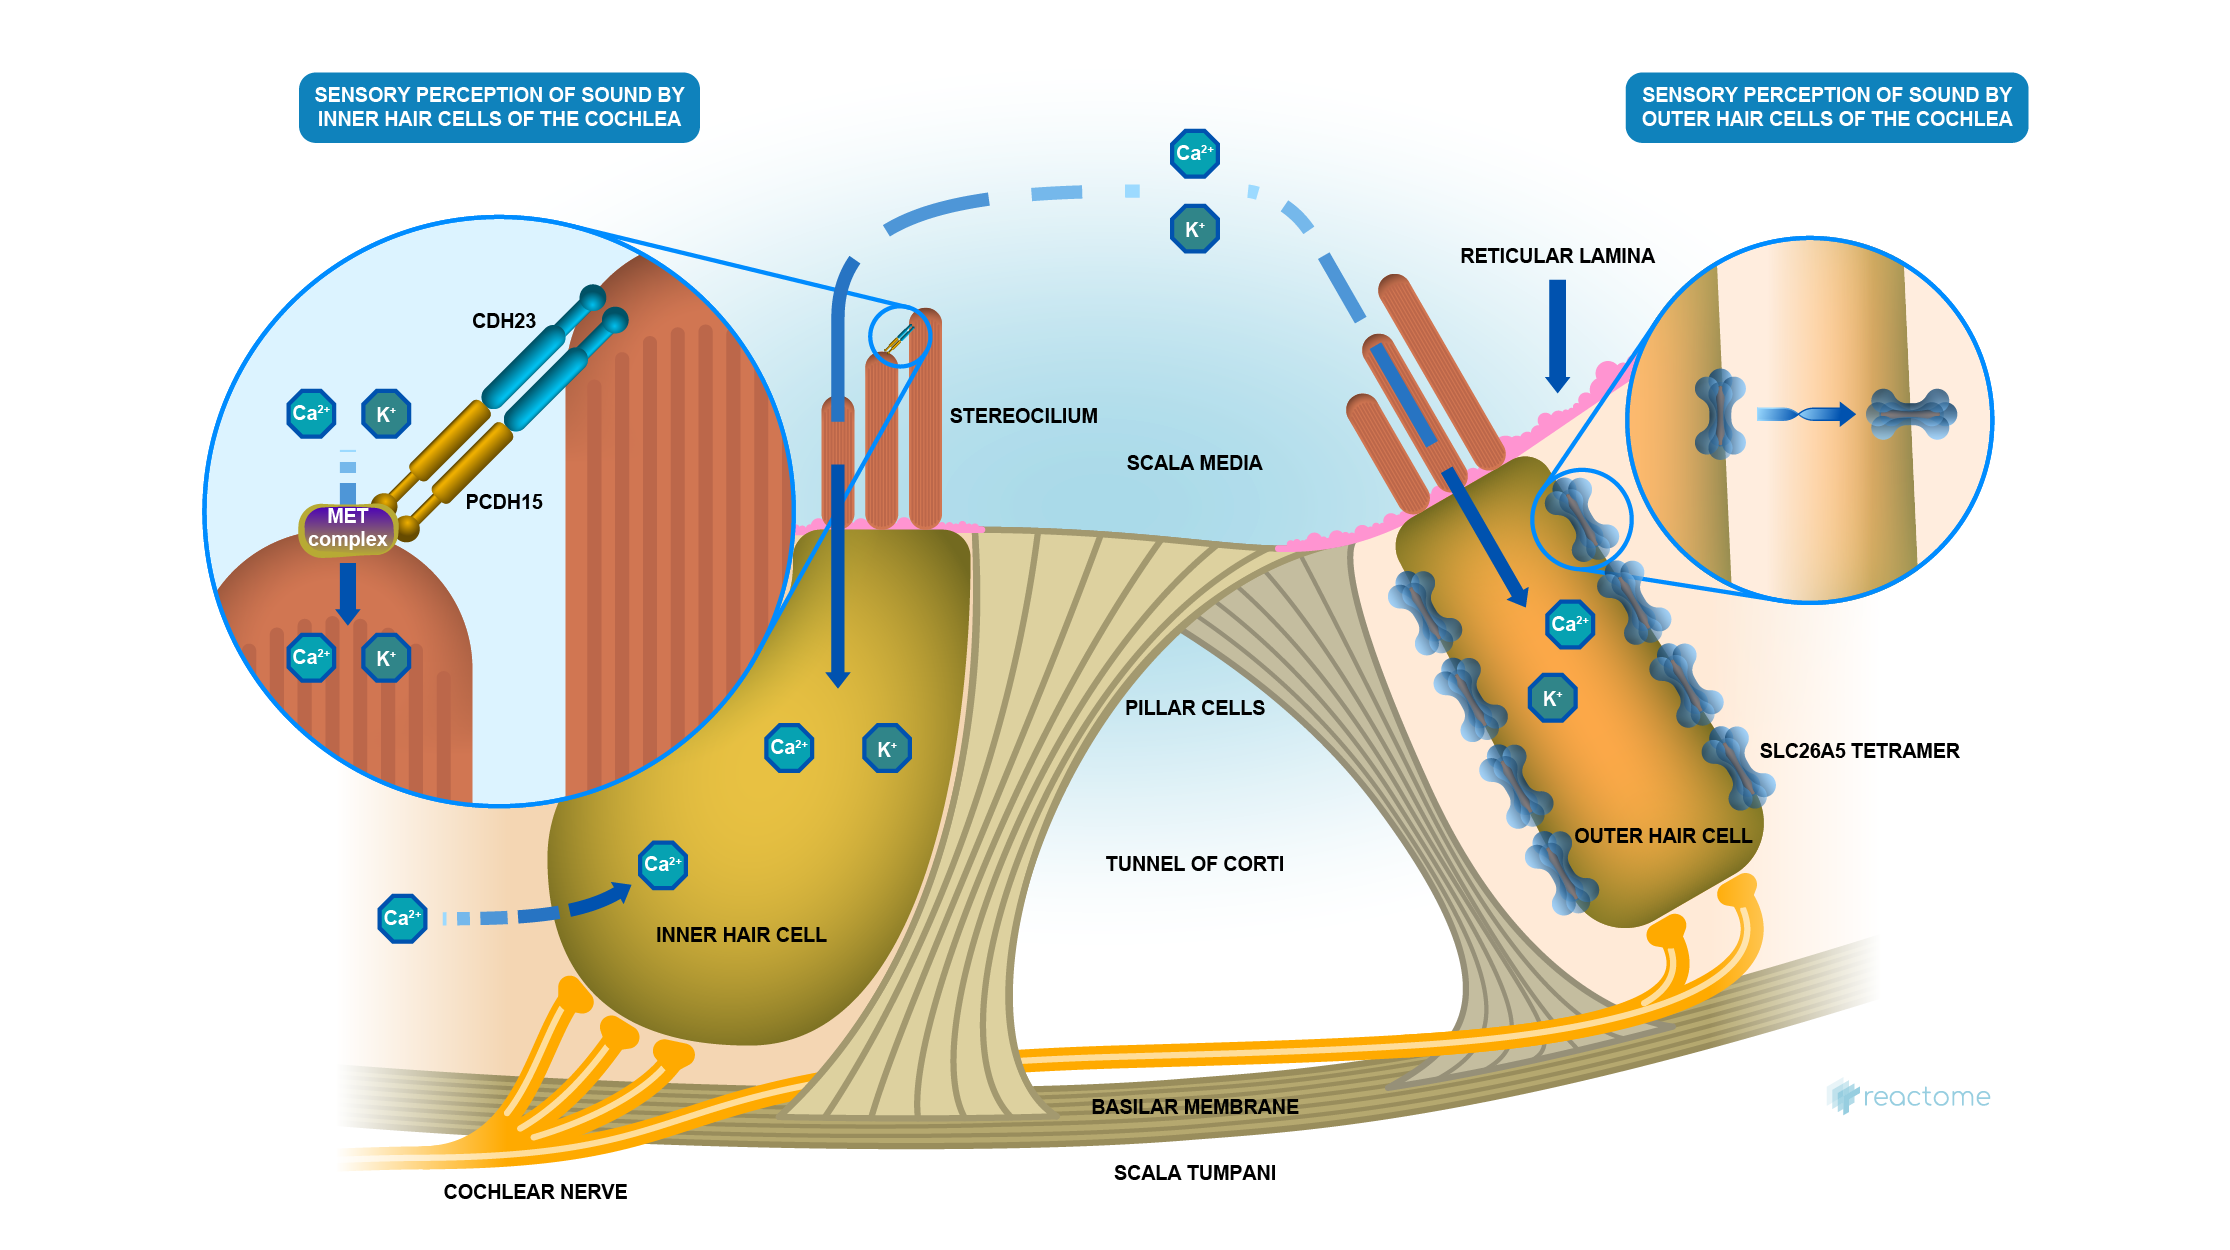 SENSORY PERCEPTION OF SOUND BY
INNER HAIR CELLS OF THE COCHLEA
SENSORY PERCEPTION OF SOUND BY
OUTER HAIR CELLS OF THE COCHLEA
Ca²⁺
K⁺
RETICULAR LAMINA
CDH23
Ca²⁺
K⁺
STEREOCILIUM
SCALA MEDIA
PCDH15
MET
complex
Ca²⁺
K⁺
Ca²⁺
K⁺
PILLAR CELLS
Ca²⁺
K⁺
SLC26A5 TETRAMER
OUTER HAIR CELL
TUNNEL OF CORTI
Ca²⁺
Ca²⁺
INNER HAIR CELL
BASILAR MEMBRANE
reactome
SCALA TUMPANI
COCHLEAR NERVE